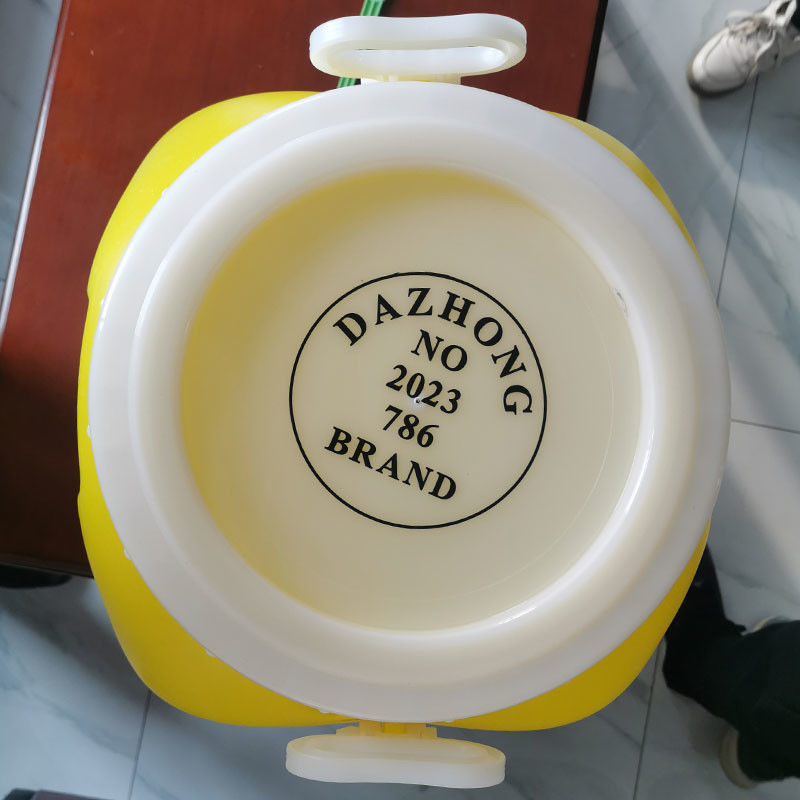 DAZHONG
NO
2023
786
BRAND